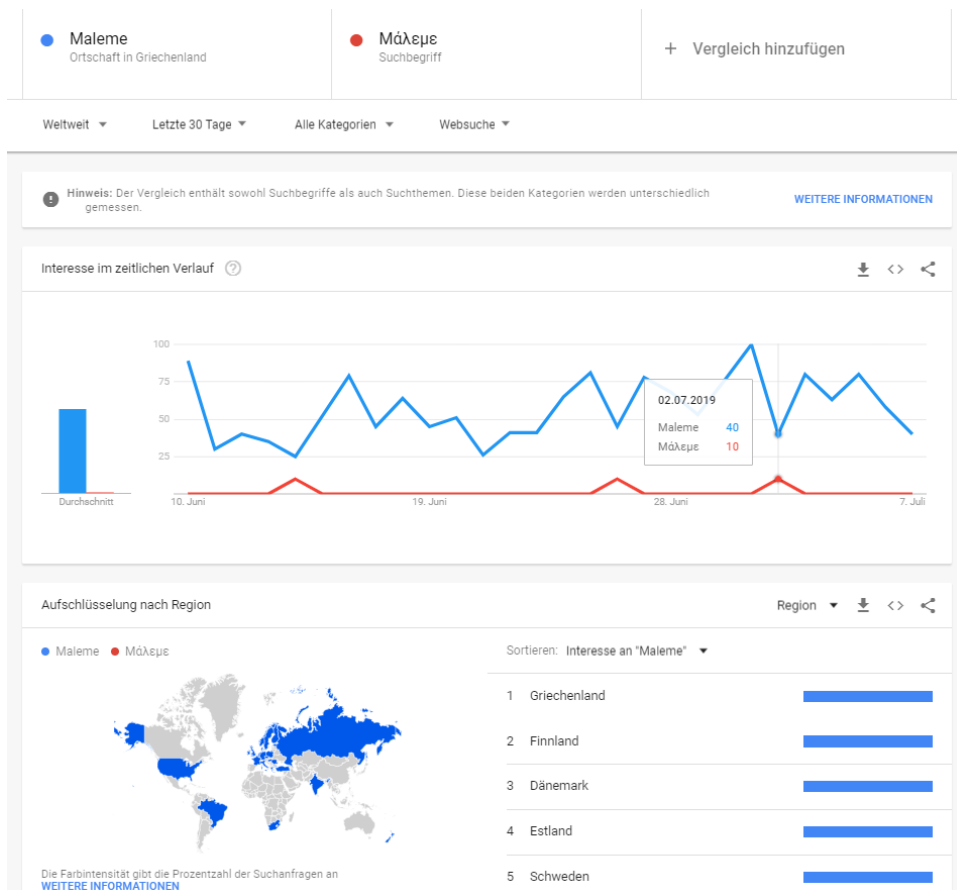 Maleme
Ortschaft in Griechenland
Μάλεμε
Suchbegriff
+ Vergleich hinzufügen
Weltweit
Letzte 30 Tage
Alle Kategorien
Websuche
Hinweis: Der Vergleich enthält sowohl Suchbegriffe als auch Suchthemen. Diese beiden Kategorien werden unterschiedlich
gemessen.
WEITERE INFORMATIONEN
Interesse im zeitlichen Verlauf
100
75
50
25
02.07.2019
Maleme 40
Μάλεμε 10
Durchschnitt
10. Juni
19. Juni
28. Juni
7. Juli
Aufschlüsselung nach Region
Region
Maleme
Μάλεμε
Sortieren: Interesse an "Maleme"
1 Griechenland
2 Finnland
3 Dänemark
4 Estland
5 Schweden
Die Farbintensität gibt die Prozentzahl der Suchanfragen an
WEITERE INFORMATIONEN